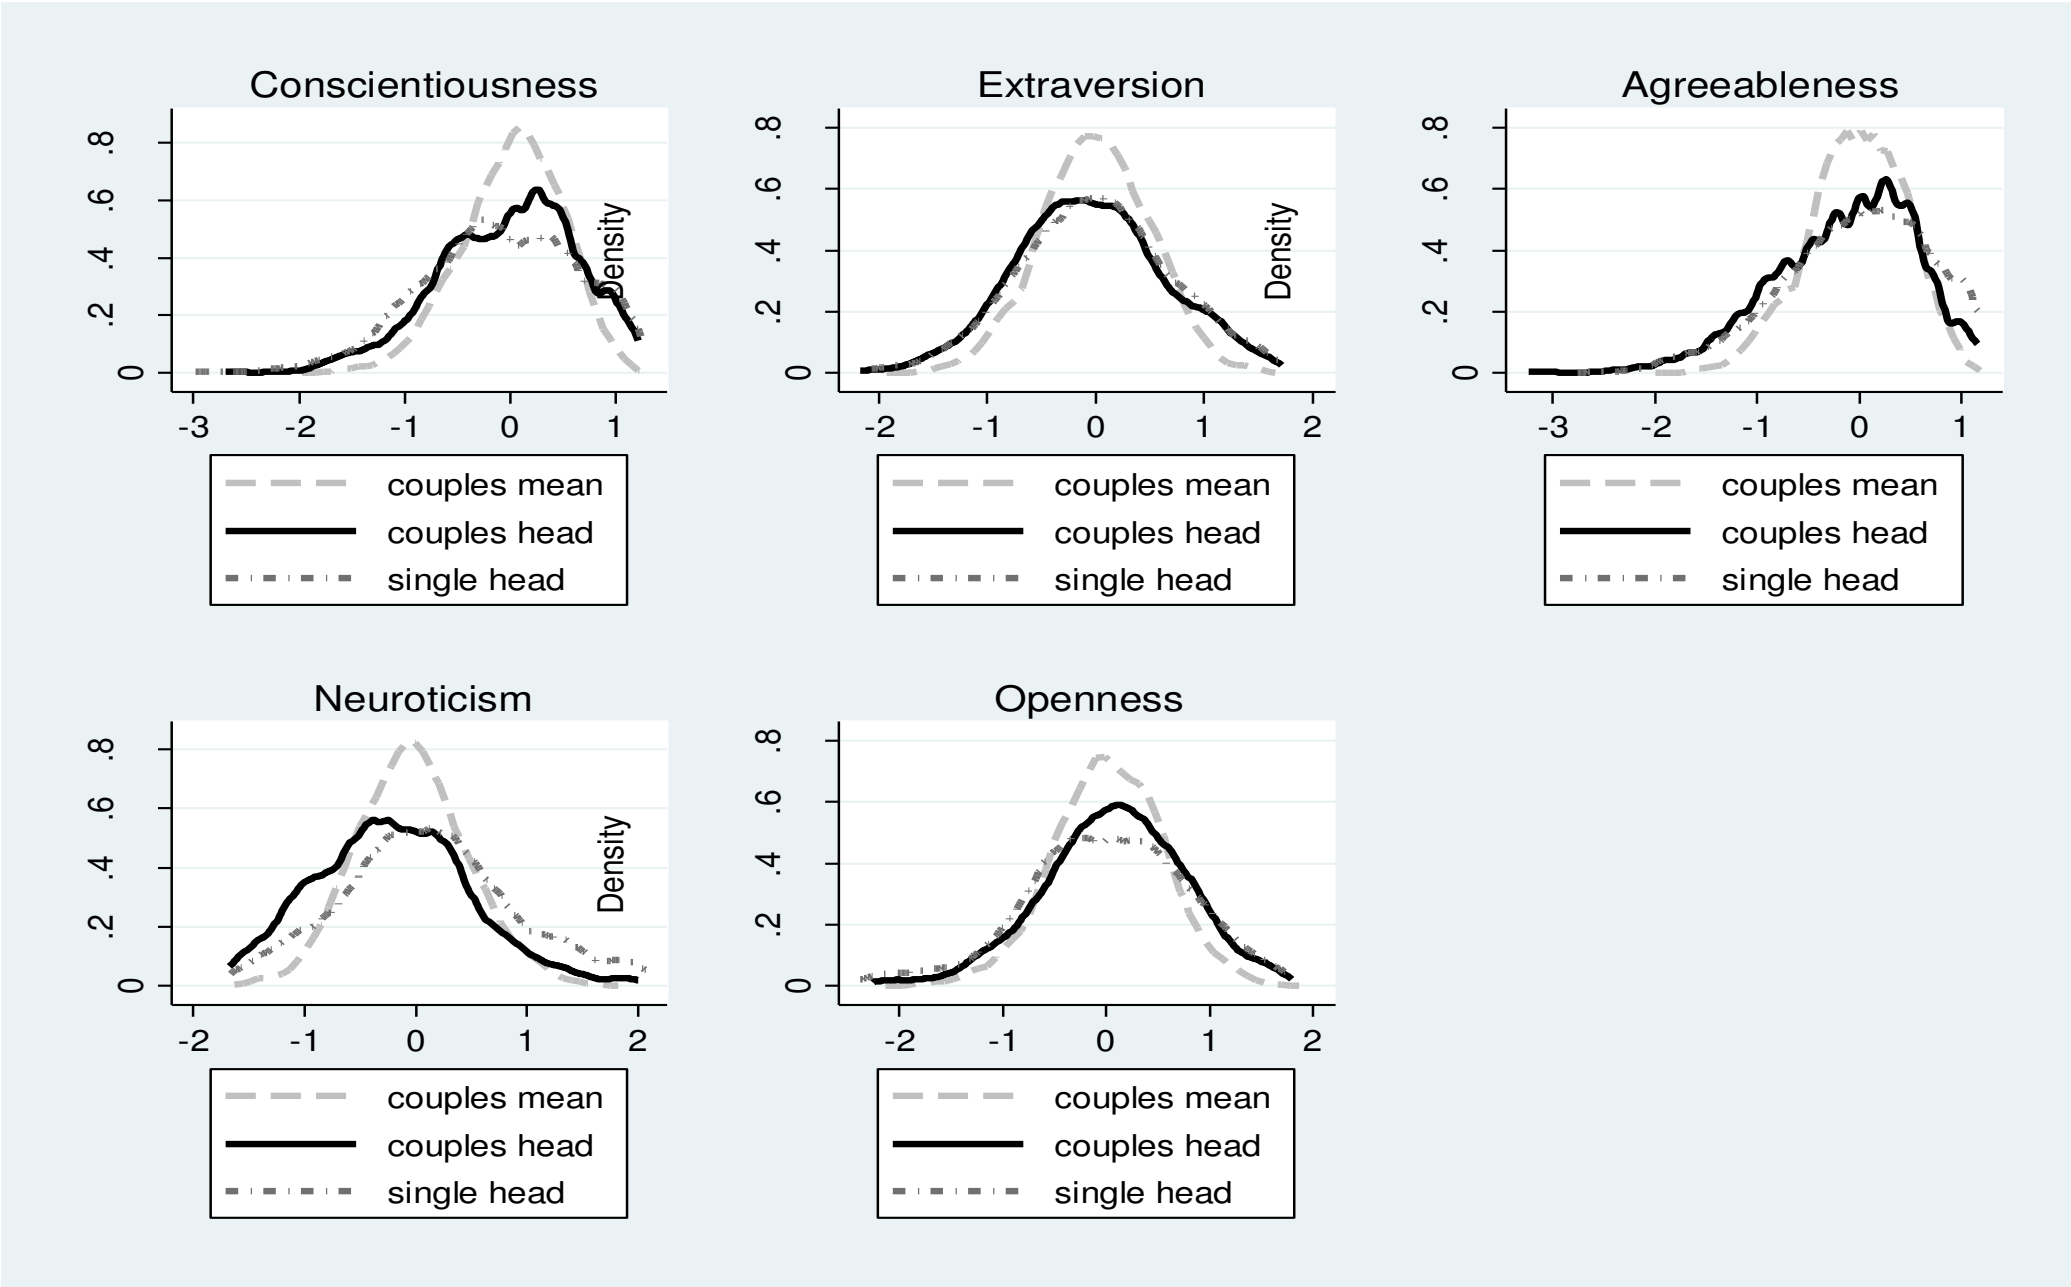 Conscientiousness
.8
.6
.4
.2
0
Density
-3 -2 -1 0 1
couples mean
couples head
single head
Extraversion
.8
.6
.4
.2
0
Density
-2 -1 0 1 2
couples mean
couples head
single head
Agreeableness
.8
.6
.4
.2
0
-3 -2 -1 0 1
couples mean
couples head
single head
Neuroticism
.8
.6
.4
.2
0
Density
-2 -1 0 1 2
couples mean
couples head
single head
Openness
.8
.6
.4
.2
0
-2 -1 0 1 2
couples mean
couples head
single head